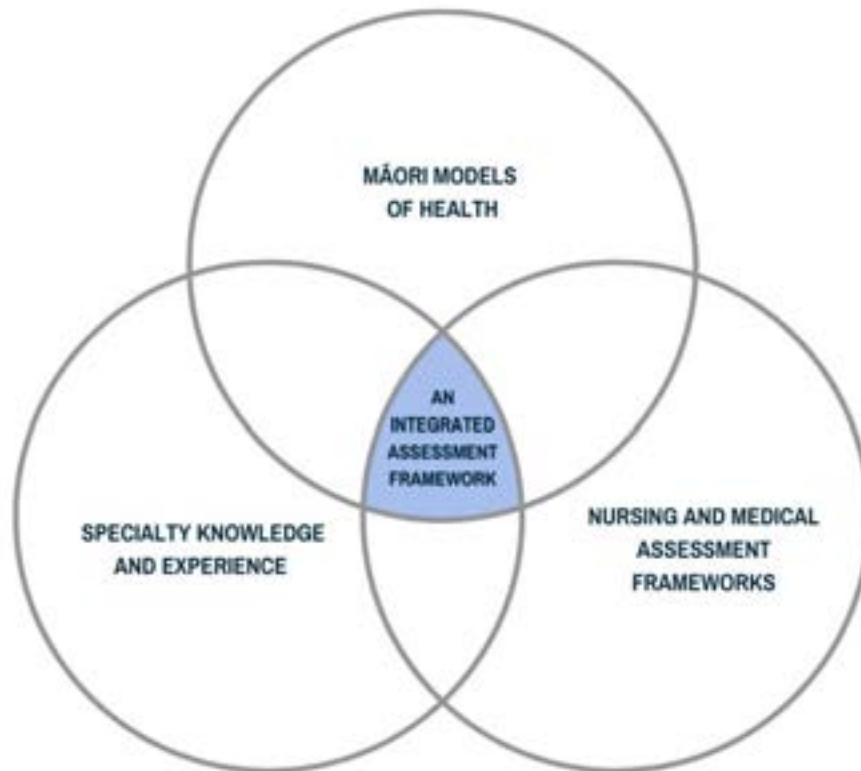 MĀORI MODELS
OF HEALTH
AN
INTEGRATED
ASSESSMENT
FRAMEWORK
SPECIALTY KNOWLEDGE
AND EXPERIENCE
NURSING AND MEDICAL
ASSESSMENT
FRAMEWORKS